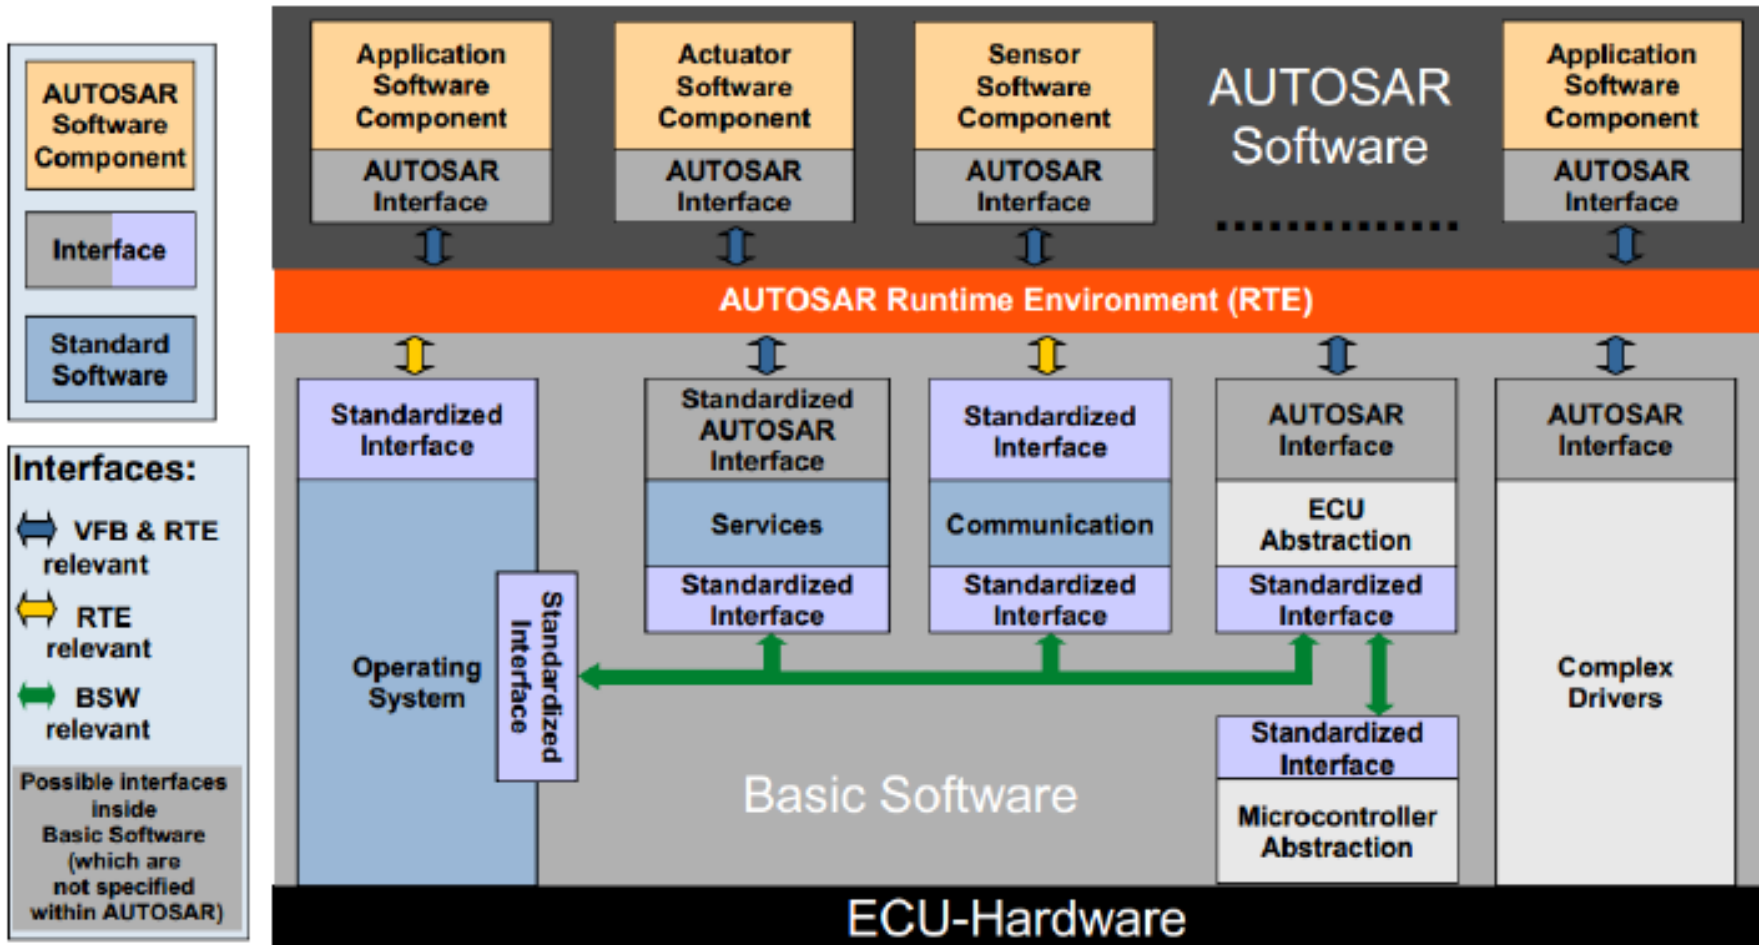 AUTOSAR
Software
Component
Interface
Standard
Software
Interfaces:
VFB & RTE
relevant
RTE
relevant
BSW
relevant
Possible interfaces
inside
Basic Software
(which are
not specified
within AUTOSAR)
Application
Software
Component
AUTOSAR
Interface
Actuator
Software
Component
AUTOSAR
Interface
Sensor
Software
Component
AUTOSAR
Interface
AUTOSAR
Software
...............
Application
Software
Component
AUTOSAR
Interface
AUTOSAR Runtime Environment (RTE)
Standardized
Interface
Operating
System
Standardized
Interface
Standardized
AUTOSAR
Interface
Services
Standardized
Interface
Standardized
Interface
Communication
Standardized
Interface
AUTOSAR
Interface
ECU
Abstraction
Standardized
Interface
Standardized
Interface
Microcontroller
Abstraction
AUTOSAR
Interface
Complex
Drivers
Basic Software
ECU-Hardware